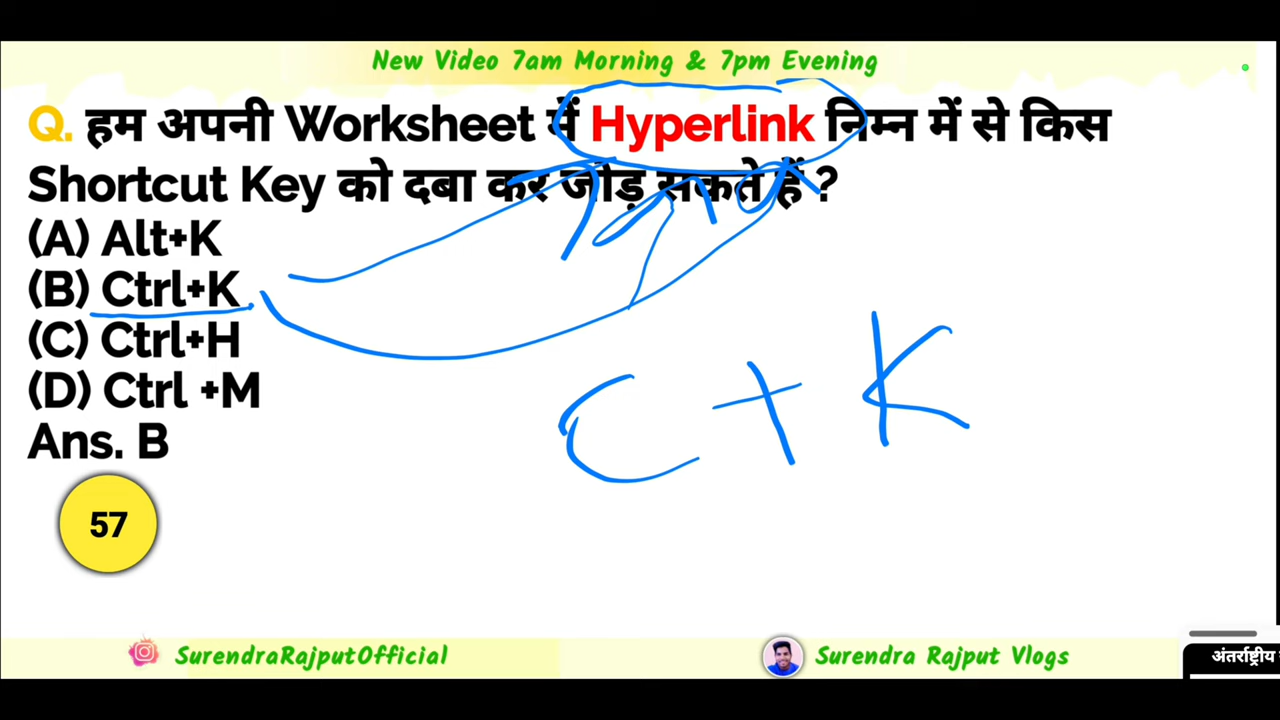 New Video 7am Morning & 7pm Evening
Q. हम अपनी Worksheet में Hyperlink निम्न में से किस
Shortcut Key को दबा कर जोड़ सकते हैं ?
(A) Alt+K
(B) Ctrl+K
(C) Ctrl+H
(D) Ctrl +M
Ans. B
C + K
57
SurendraRajputOfficial
Surendra Rajput Vlogs
अंतर्राष्ट्रीय